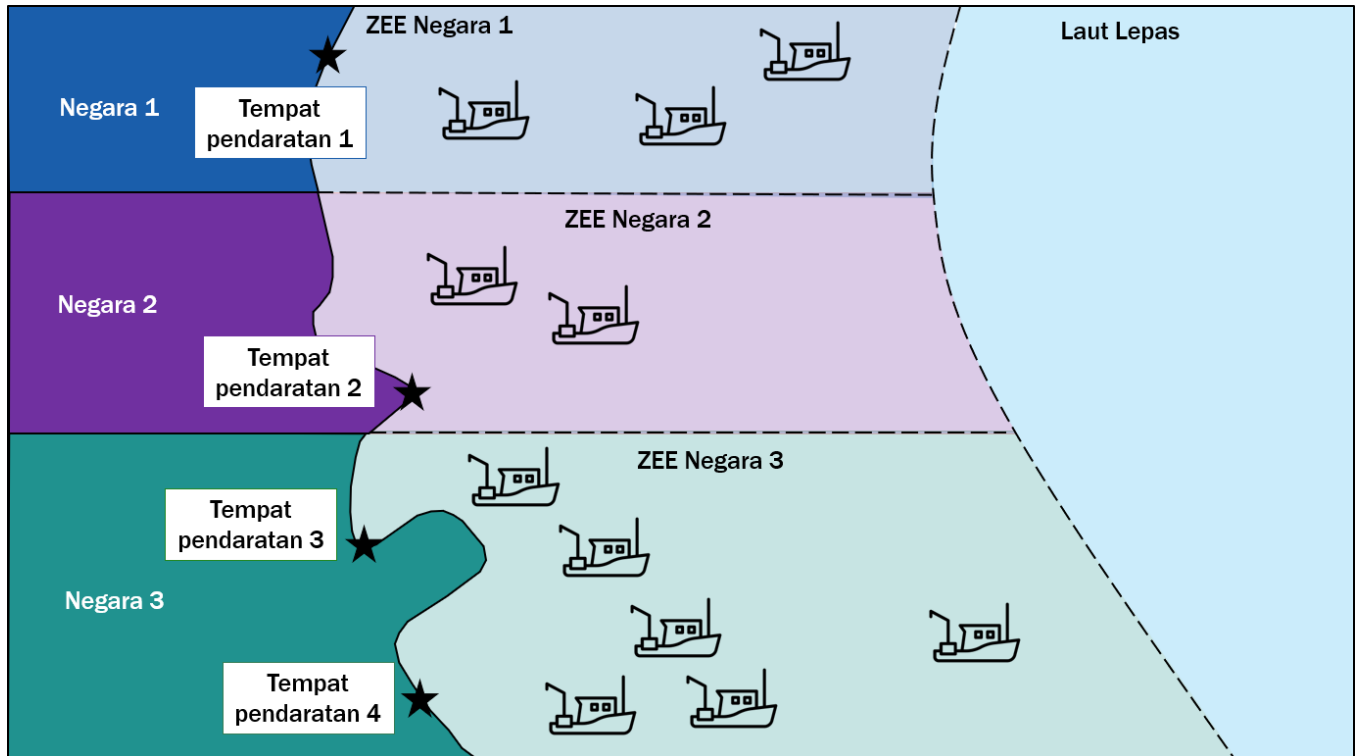 ZEE Negara 1
Laut Lepas
Negara 1
Tempat
pendaratan 1
ZEE Negara 2
Negara 2
Tempat
pendaratan 2
ZEE Negara 3
Tempat
pendaratan 3
Negara 3
Tempat
pendaratan 4